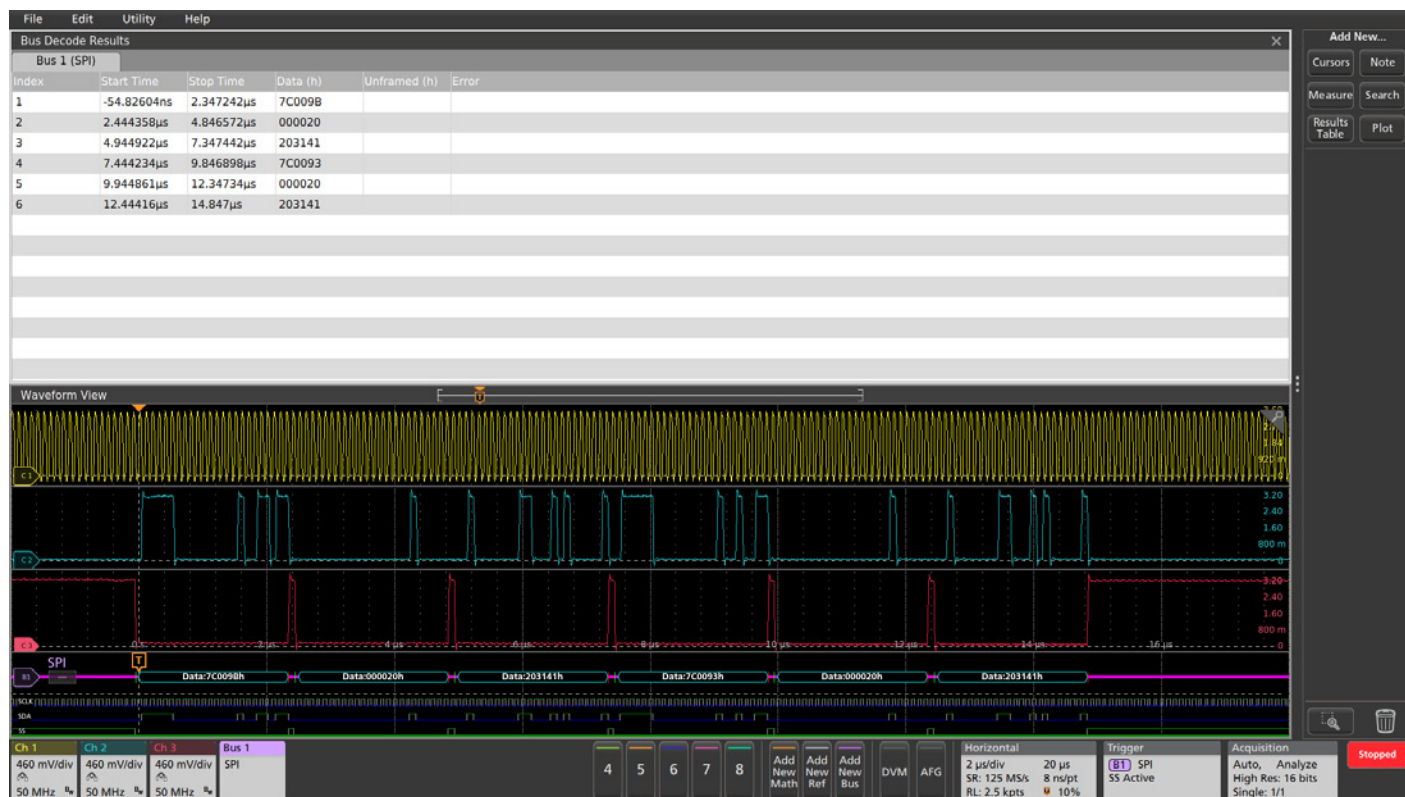 File Edit Utility Help
Bus Decode Results
Bus 1 (SPI)
Index Start Time Stop Time Data (h) Unframed (h) Error
1 -54.82604ns 2.347242µs 7C009B
2 2.444358µs 4.846572µs 000020
3 4.944922µs 7.347442µs 203141
4 7.444234µs 9.846898µs 7C0093
5 9.944861µs 12.34734µs 000020
6 12.44416µs 14.847µs 203141
Add New...
Cursors Note
Measure Search
Results Table Plot
Waveform View
T
1.84
920 m
C1
3.20
2.40
1.60
800 m
0
C2
3.20
2.40
1.60
800 m
0
C3
0 s 2 µs 4 µs 6 µs 8 µs 10 µs 12 µs 14 µs 16 µs
SPI
T
B1
Data:7C009Bh Data:000020h Data:203141h Data:7C0093h Data:000020h Data:203141h
SCLK
SDA
SS
Ch 1
460 mV/div
50 MHz
Ch 2
460 mV/div
50 MHz
Ch 3
460 mV/div
50 MHz
Bus 1
SPI
4 5 6 7 8
Add New Math
Add New Ref
Add New Bus
DVM AFG
Horizontal
2 µs/div 20 µs
SR: 125 MS/s 8 ns/pt
RL: 2.5 kpts 10%
Trigger
B1 SPI
SS Active
Acquisition
Auto, Analyze
High Res: 16 bits
Single: 1/1
Stopped